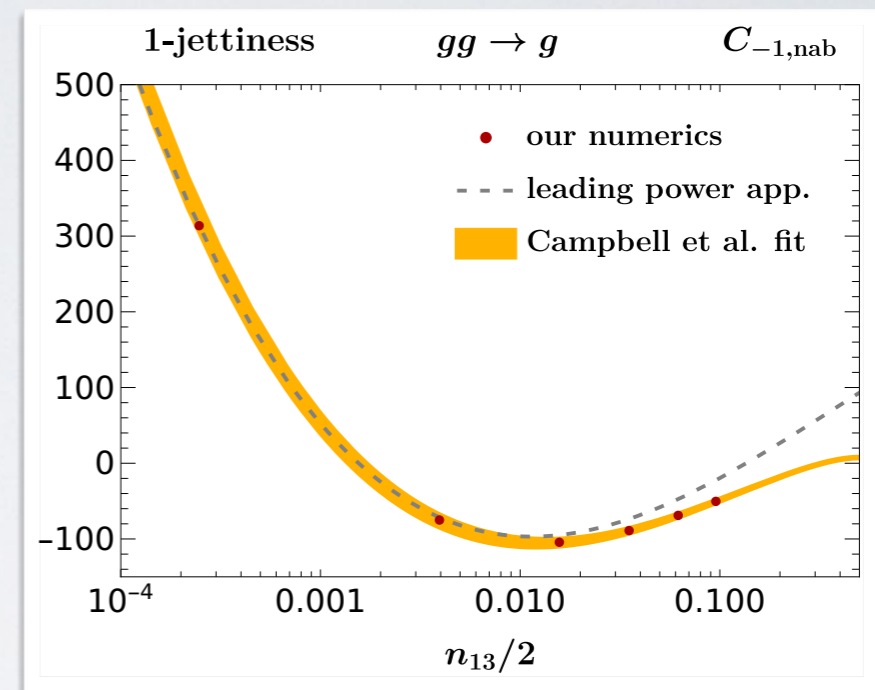 1-jettiness gg → g C₋₁,nab
500
400
300
200
100
0
−100
10⁻⁴ 0.001 0.010 0.100
n₁₃/2
our numerics
leading power app.
Campbell et al. fit